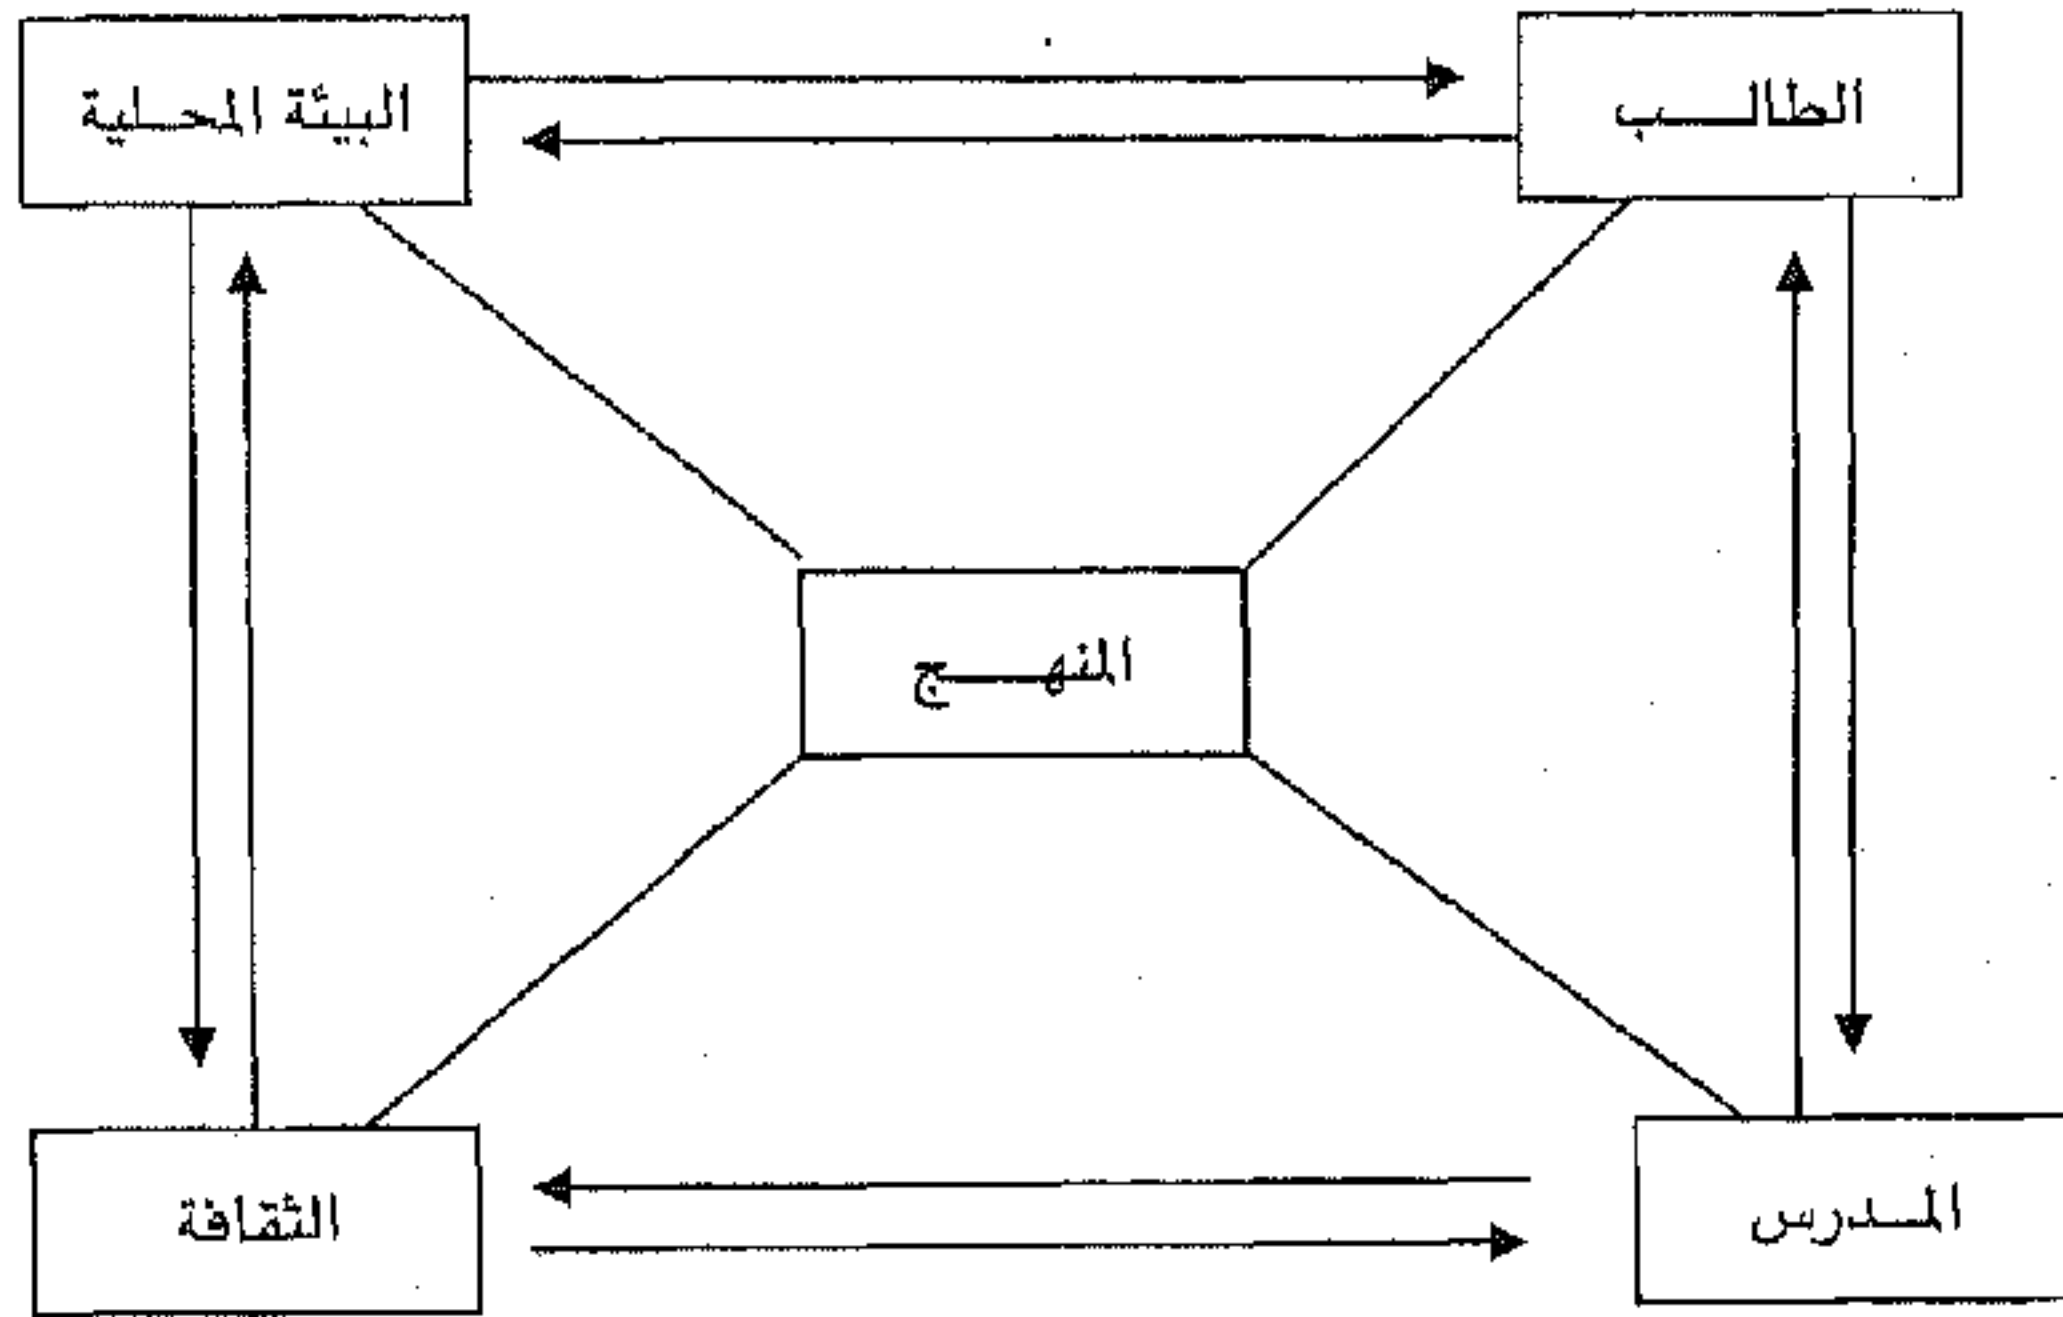 الطالب
البيئة المحلية
المنهج
المدرس
الثقافة